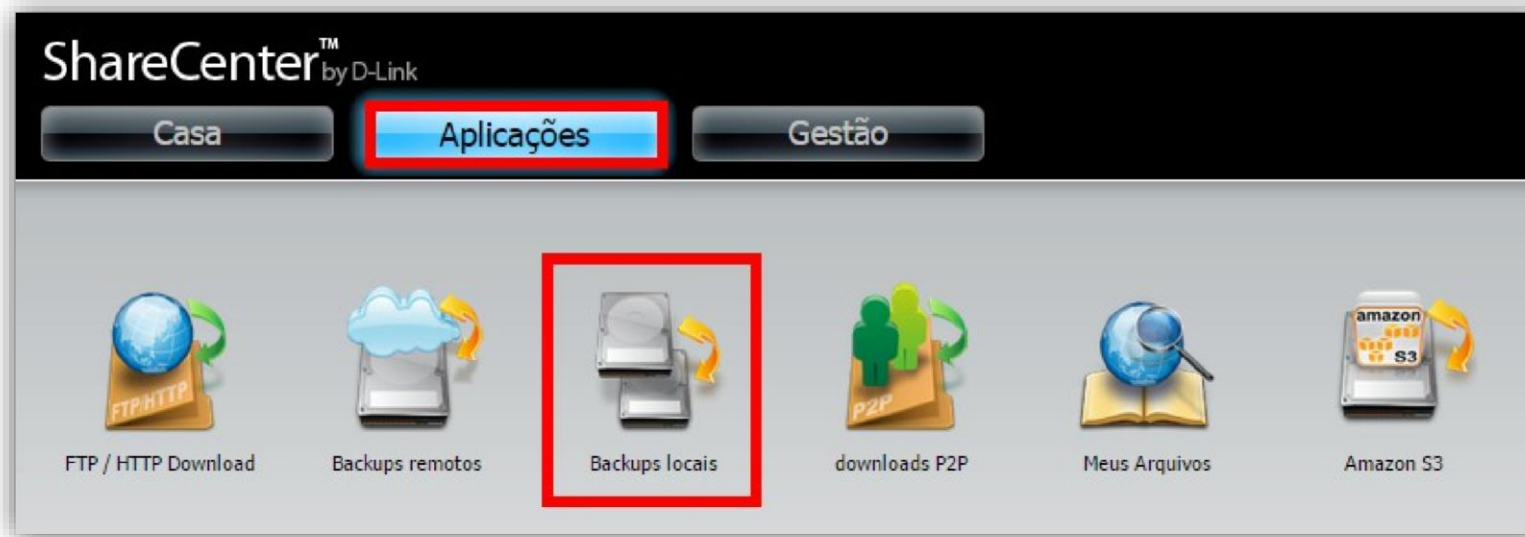 ShareCenter™ by D-Link
Casa Aplicações Gestão
FTP/HTTP P2P amazon
S3
FTP / HTTP Download Backups remotos Backups locais downloads P2P Meus Arquivos Amazon S3